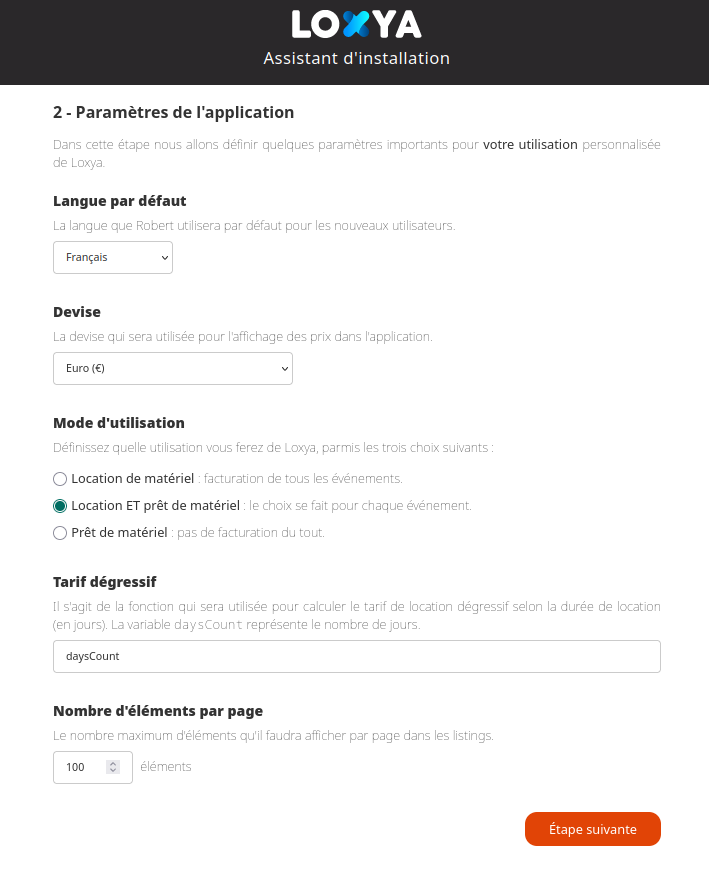 LOXYA
Assistant d'installation
2 - Paramètres de l'application
Dans cette étape nous allons définir quelques paramètres importants pour votre utilisation personnalisée
de Loxya.
Langue par défaut
La langue que Robert utilisera par défaut pour les nouveaux utilisateurs.
Français
Devise
La devise qui sera utilisée pour l'affichage des prix dans l'application.
Euro (€)
Mode d'utilisation
Définissez quelle utilisation vous ferez de Loxya, parmis les trois choix suivants :
Location de matériel : facturation de tous les événements.
Location ET prêt de matériel : le choix se fait pour chaque événement.
Prêt de matériel : pas de facturation du tout.
Tarif dégressif
Il s'agit de la fonction qui sera utilisée pour calculer le tarif de location dégressif selon la durée de location
(en jours). La variable daysCount représente le nombre de jours.
daysCount
Nombre d'éléments par page
Le nombre maximum d'éléments qu'il faudra afficher par page dans les listings.
100 éléments
Étape suivante